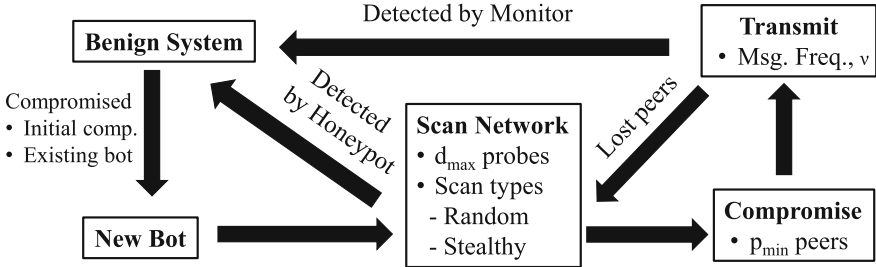 Detected by Monitor
Benign System
Transmit
• Msg. Freq., ν
Compromised
• Initial comp.
• Existing bot
Detected
by Honeypot
Lost peers
Scan Network
• dmax probes
• Scan types
- Random
- Stealthy
New Bot
Compromise
• pmin peers